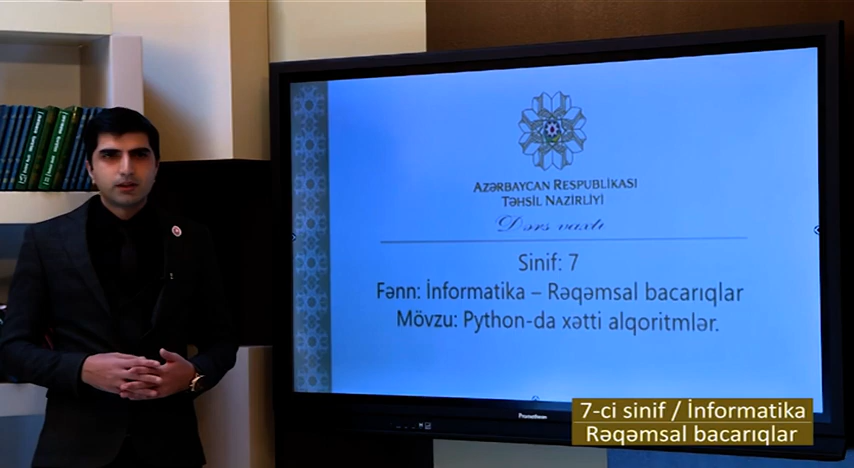 AZƏRBAYCAN RESPUBLİKASI
TƏHSİL NAZİRLİYİ
Dərs vaxtı
Sinif: 7
Fənn: İnformatika – Rəqəmsal bacarıqlar
Mövzu: Python-da xətti alqoritmlər.
Promethean
7-ci sinif / İnformatika
Rəqəmsal bacarıqlar